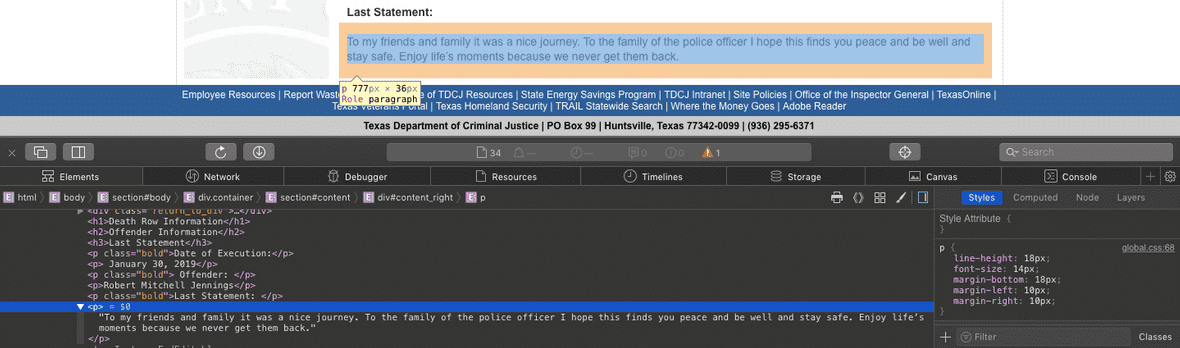 Last Statement:
To my friends and family it was a nice journey. To the family of the police officer I hope this finds you peace and be well and
stay safe. Enjoy life's moments because we never get them back."
p 777px × 36px
Role paragraph
Employee Resources | Report Waste of TDCJ Resources | State Energy Savings Program | TDCJ Intranet | Site Policies | Office of the Inspector General | TexasOnline |
Texas Veterans Portal | Texas Homeland Security | TRAIL Statewide Search | Where the Money Goes | Adobe Reader
Texas Department of Criminal Justice | PO Box 99 | Huntsville, Texas 77342-0099 | (936) 295-6371
34 — — 0 0 1 Search
Elements Network Debugger Resources Timelines Storage Canvas Console
E html E body E section#body E div.container E section#content E div#content_right E p
Styles Computed Node Layers
<h1>Death Row Information</h1>
<h2>Offender Information</h2>
<h3>Last Statement</h3>
<p class="bold">Date of Execution:</p>
<p> January 30, 2019</p>
<p class="bold"> Offender: </p>
<p>Robert Mitchell Jennings</p>
<p class="bold">Last Statement: </p>
<p> = $0
"To my friends and family it was a nice journey. To the family of the police officer I hope this finds you peace and be well and stay safe. Enjoy life's
moments because we never get them back."
</p>
Style Attribute {
}
p { global.css:68
line-height: 18px;
font-size: 14px;
margin-bottom: 18px;
margin-left: 10px;
margin-right: 10px;
}
Filter Classes